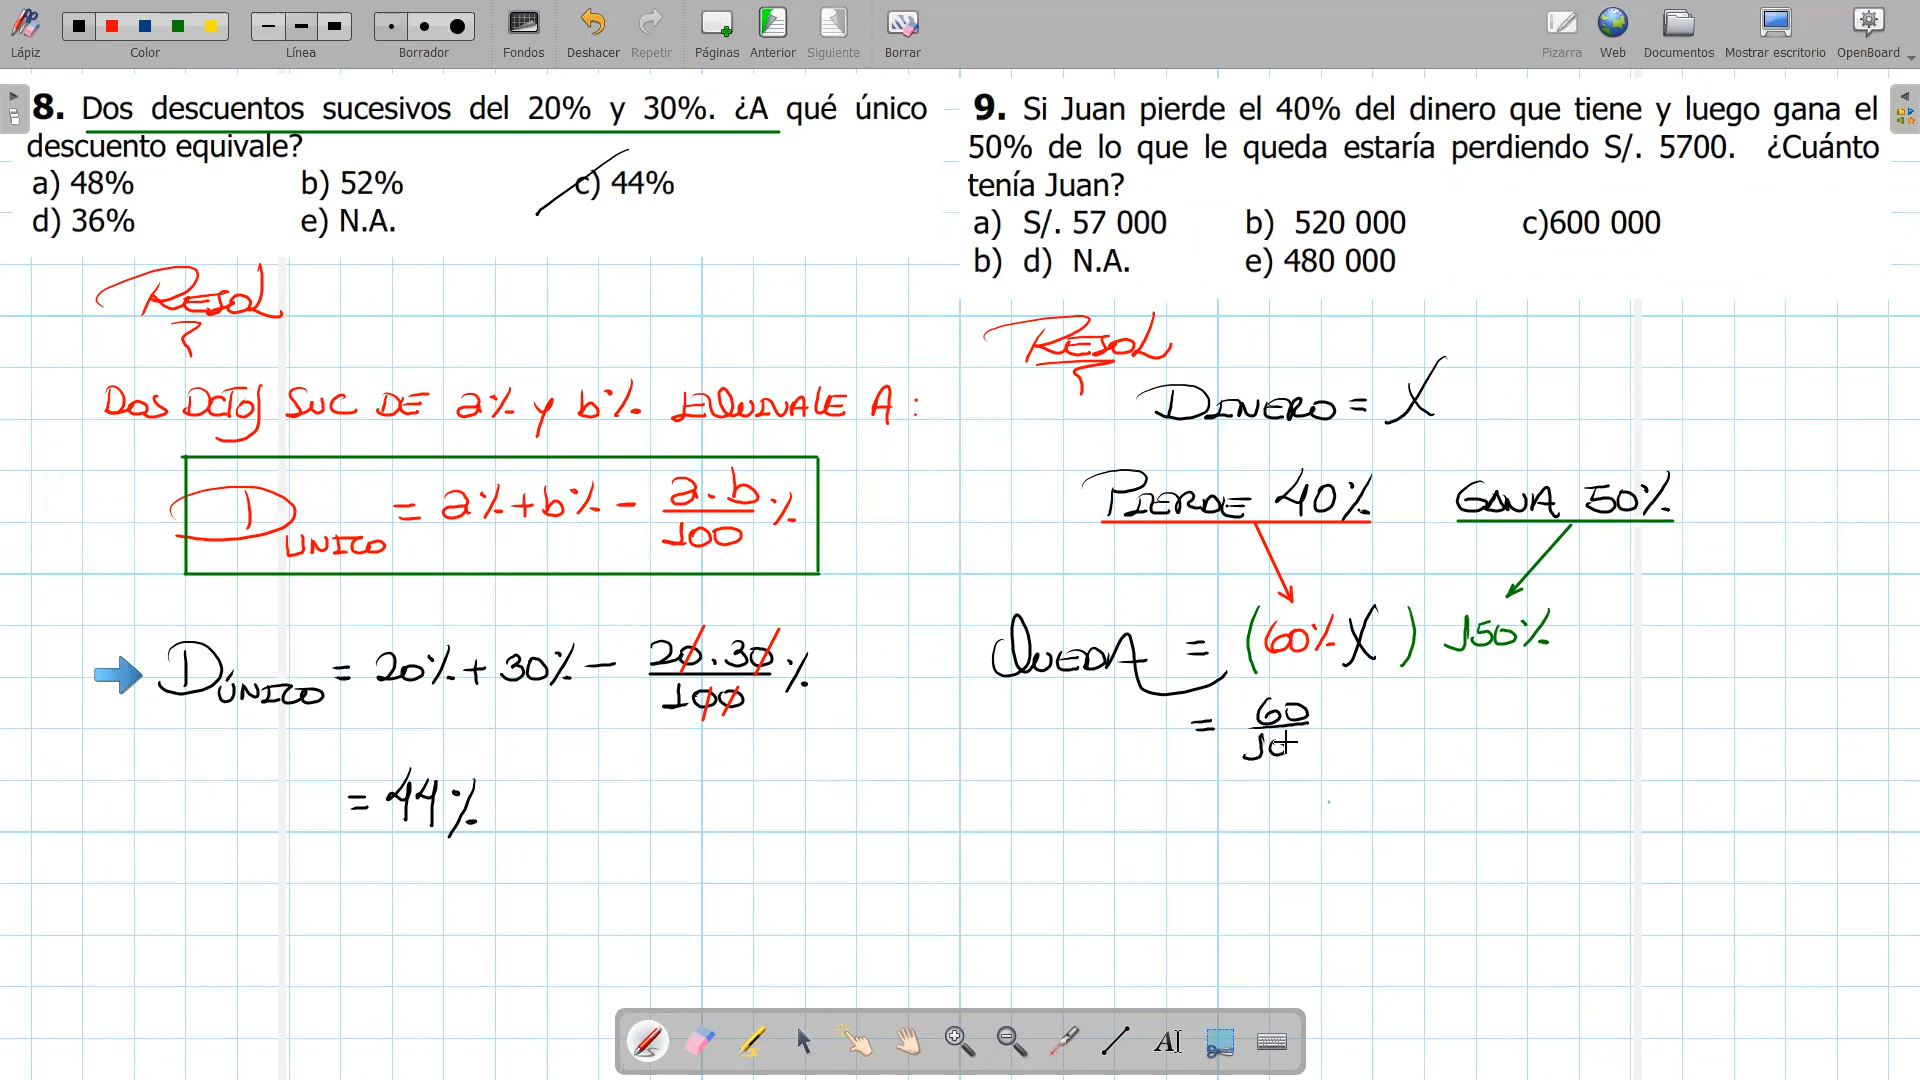 Lápiz
Color
Línea
Borrador
Fondos
Deshacer
Repetir
Páginas
Anterior
Siguiente
Borrar
Pizarra
Web
Documentos
Mostrar escritorio
OpenBoard
8. Dos descuentos sucesivos del 20% y 30%. ¿A qué único
descuento equivale?
a) 48% b) 52% c) 44%
d) 36% e) N.A.
RESOL
DOS DCTOS SUC DE a% y b% EQUIVALE A :
D UNICO = a% + b% - a.b/100 %
D ÚNICO = 20% + 30% - 20.30/100 %
= 44%
9. Si Juan pierde el 40% del dinero que tiene y luego gana el
50% de lo que le queda estaría perdiendo S/. 5700. ¿Cuánto
tenía Juan?
a) S/. 57 000 b) 520 000 c)600 000
b) d) N.A. e) 480 000
RESOL
DINERO = X
PIERDE 40% GANA 50%
QUEDA = (60% X) 150%
= 60/10
A